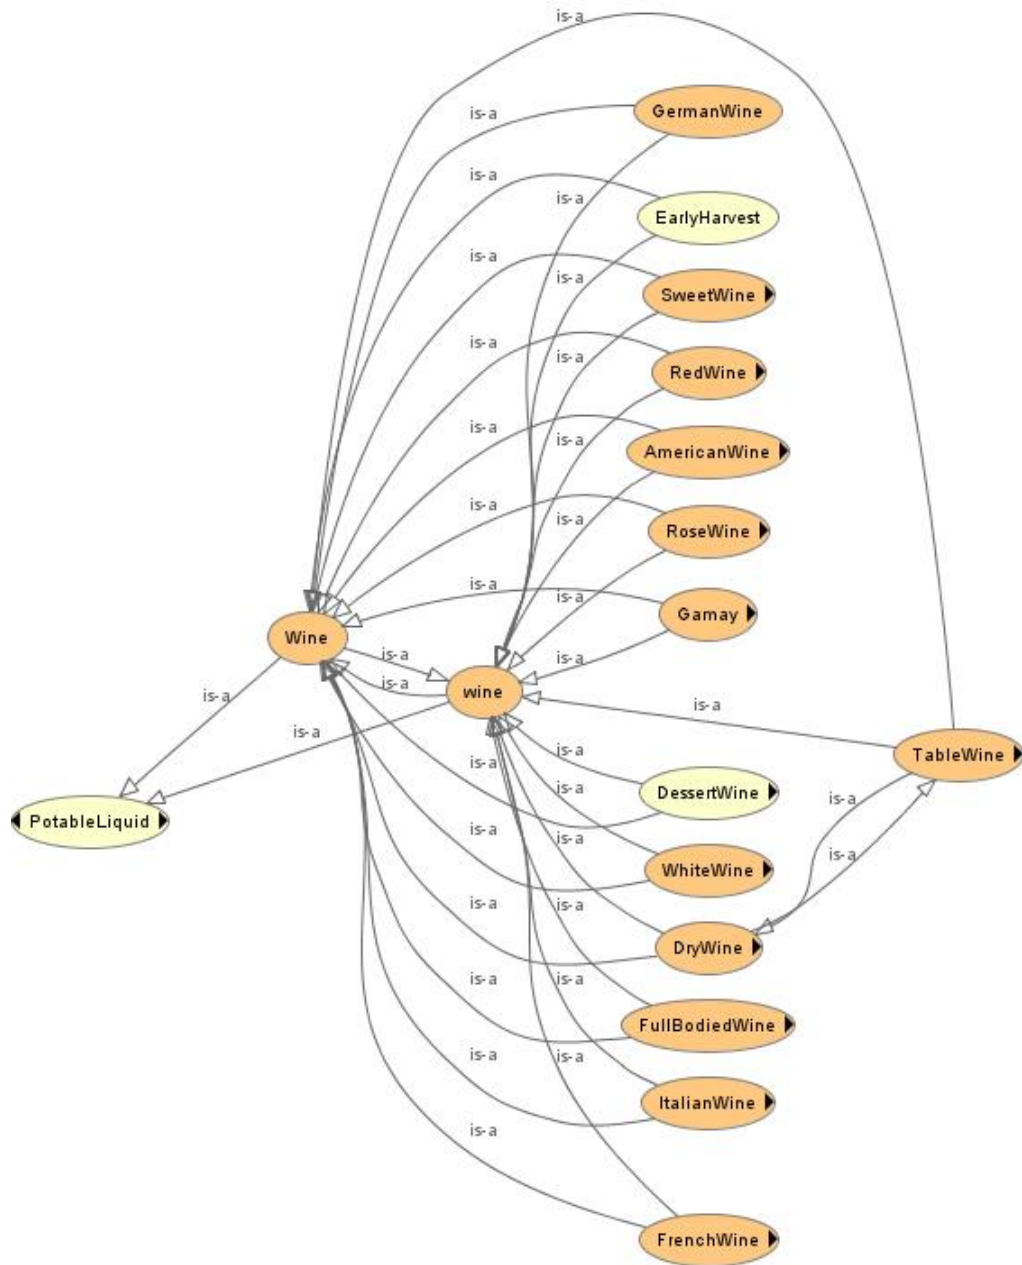 is-a
GermanWine
is-a
is-a
is-a
EarlyHarvest
is-a
is-a
SweetWine
is-a
is-a
RedWine
is-a
is-a
AmericanWine
is-a
is-a
RoseWine
is-a
is-a
Gamay
Wine
is-a
is-a
is-a
wine
is-a
is-a
is-a
TableWine
is-a
is-a
DessertWine
is-a
is-a
PotableLiquid
is-a
is-a
is-a
WhiteWine
is-a
is-a
DryWine
is-a
is-a
FullBodiedWine
is-a
is-a
ItalianWine
is-a
FrenchWine